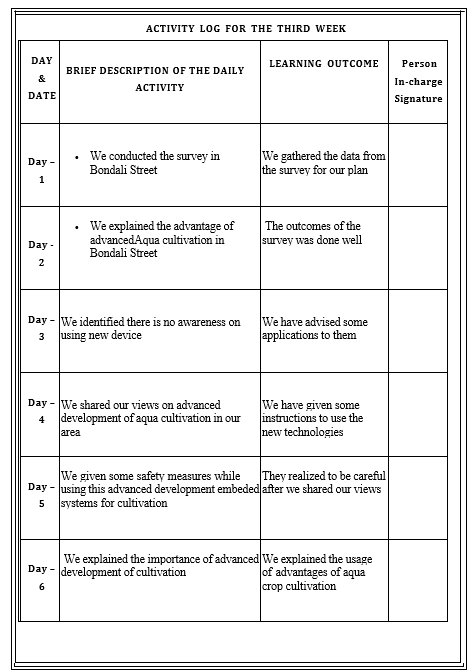 ACTIVITY LOG FOR THE THIRD WEEK
DAY
&
DATE
BRIEF DESCRIPTION OF THE DAILY
ACTIVITY
LEARNING OUTCOME
Person
In-charge
Signature
Day –
1
• We conducted the survey in
Bondali Street
We gathered the data from
the survey for our plan
Day -
2
• We explained the advantage of
advancedAqua cultivation in
Bondali Street
The outcomes of the
survey was done well
Day –
3
We identified there is no awareness on
using new device
We have advised some
applications to them
Day –
4
We shared our views on advanced
development of aqua cultivation in our
area
We have given some
instructions to use the
new technologies
Day –
5
We given some safety measures while
using this advanced development embeded
systems for cultivation
They realized to be careful
after we shared our views
Day –
6
We explained the importance of advanced
development of cultivation
We explained the usage
of advantages of aqua
crop cultivation